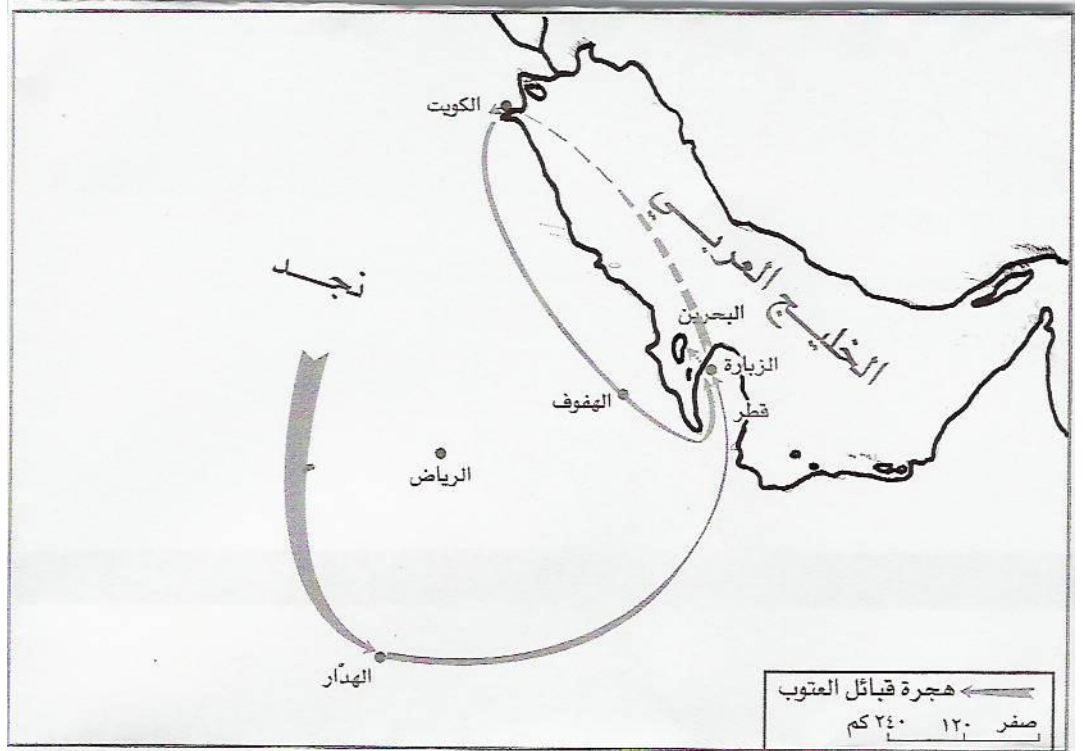 الكويت
نجد
الخليج العربي
البحرين
الزبارة
قطر
الهفوف
الرياض
الهدّار
هجرة قبائل العتوب
صفر ١٢٠ ٢٤٠ كم